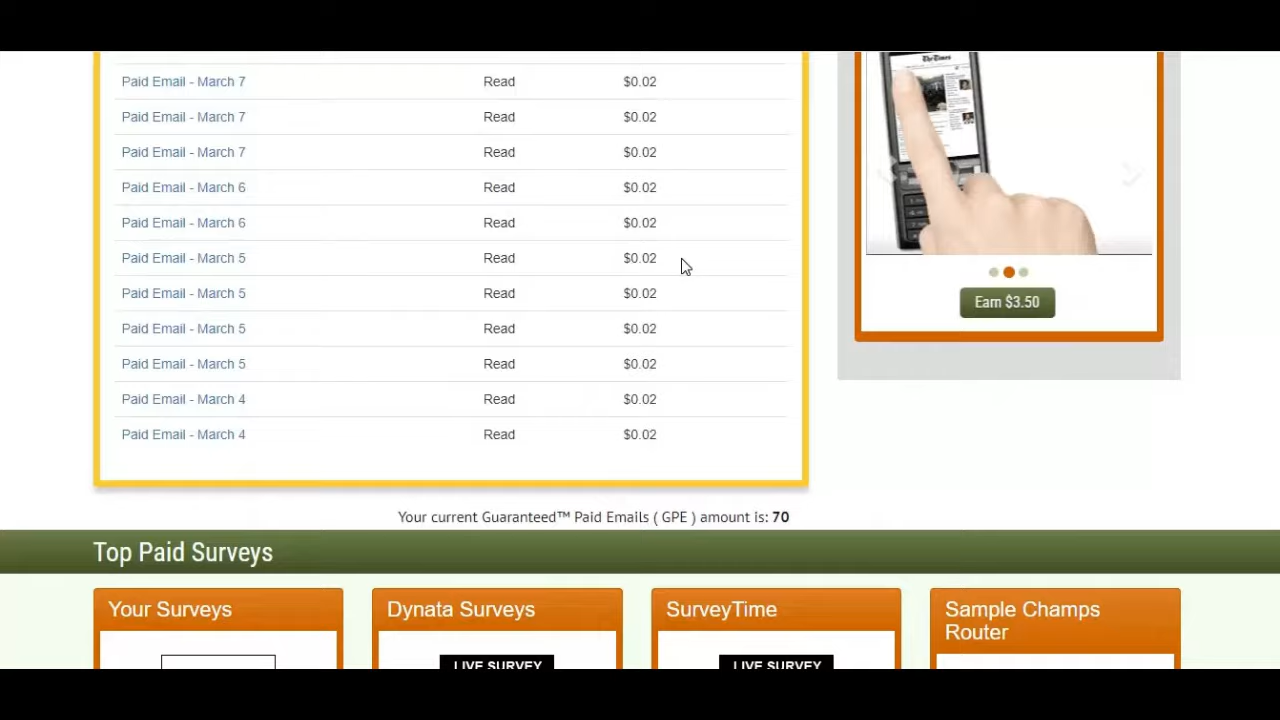 Paid Email - March 7 Read $0.02
Paid Email - March 7 Read $0.02
Paid Email - March 7 Read $0.02
Paid Email - March 6 Read $0.02
Paid Email - March 6 Read $0.02
Paid Email - March 5 Read $0.02
Paid Email - March 5 Read $0.02
Paid Email - March 5 Read $0.02
Paid Email - March 5 Read $0.02
Paid Email - March 4 Read $0.02
Paid Email - March 4 Read $0.02
The Times
Earn $3.50
Your current Guaranteed™ Paid Emails ( GPE ) amount is: 70
Top Paid Surveys
Your Surveys
Dynata Surveys
LIVE SURVEY
SurveyTime
LIVE SURVEY
Sample Champs
Router